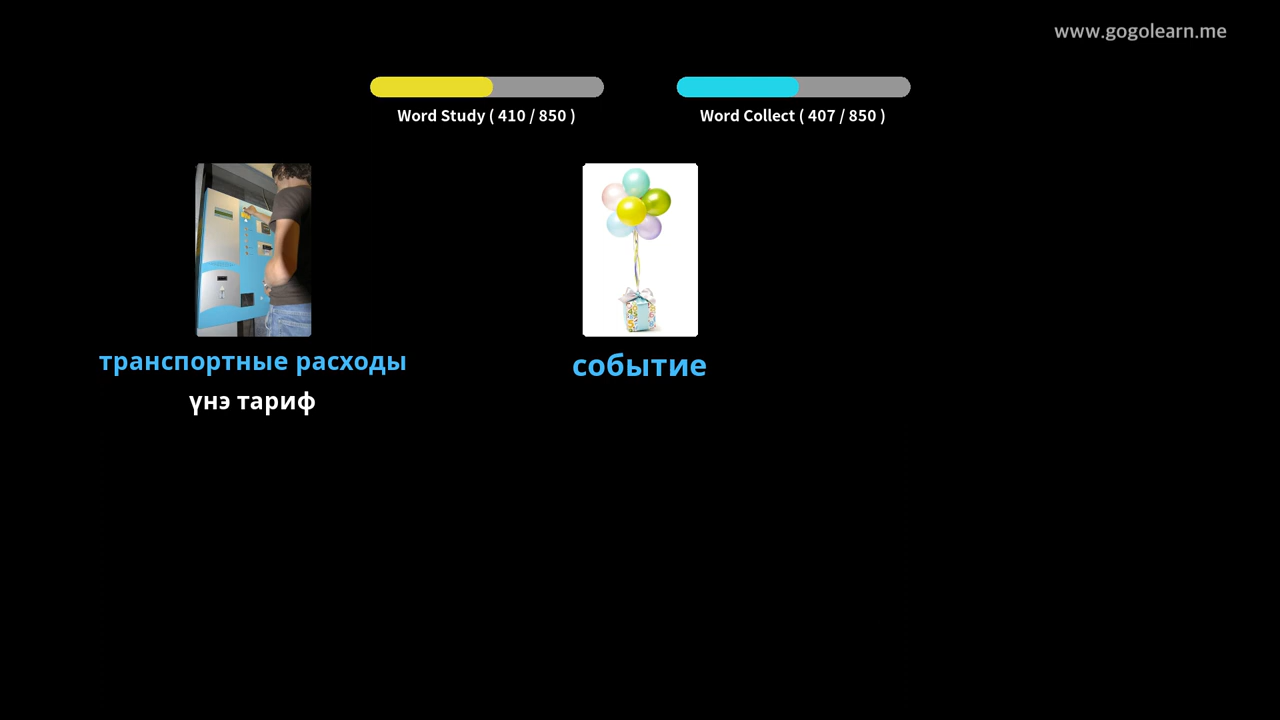 www.gogolearn.me
Word Study ( 410 / 850 )
Word Collect ( 407 / 850 )
транспортные расходы
үнэ тариф
событие